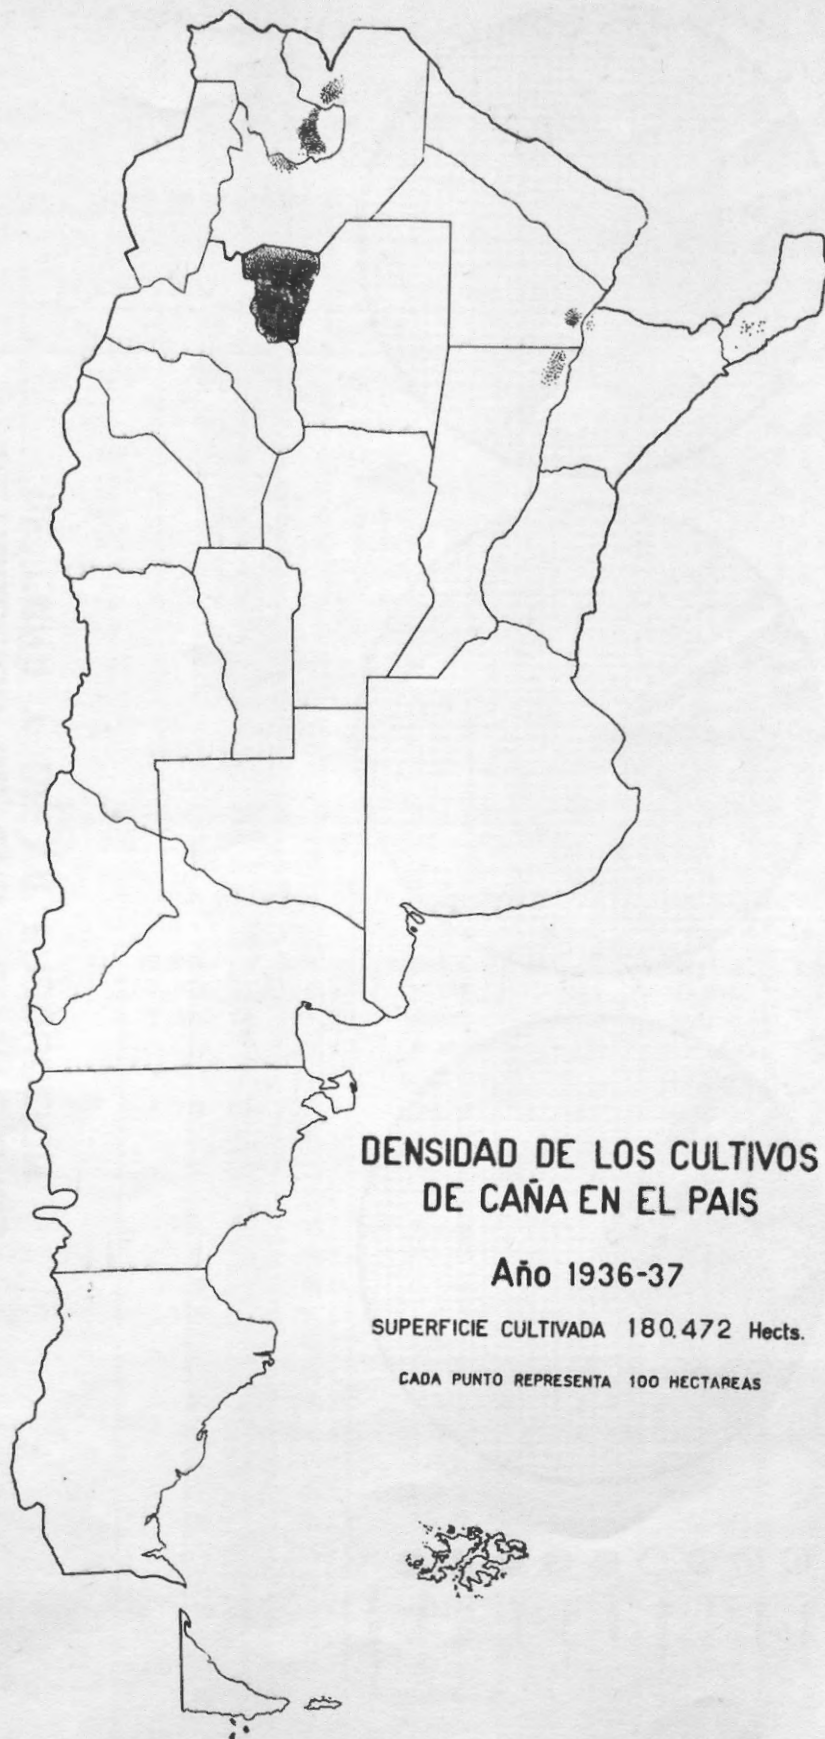 DENSIDAD DE LOS CULTIVOS
DE CAÑA EN EL PAIS
Año 1936-37
SUPERFICIE CULTIVADA 180.472 Hects.
CADA PUNTO REPRESENTA 100 HECTAREAS